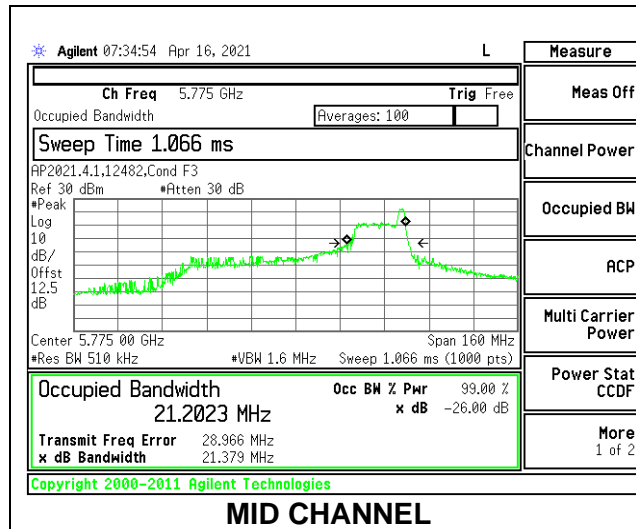 Agilent 07:34:54 Apr 16, 2021 L
Measure
Ch Freq 5.775 GHz Trig Free
Occupied Bandwidth Averages: 100
Sweep Time 1.066 ms
AP2021.4.1,12482,Cond F3
Ref 30 dBm #Atten 30 dB
#Peak
Log
10
dB/
Offst
12.5
dB
Center 5.775 00 GHz Span 160 MHz
#Res BW 510 kHz #VBW 1.6 MHz Sweep 1.066 ms (1000 pts)
Occupied Bandwidth Occ BW % Pwr 99.00 %
21.2023 MHz x dB -26.00 dB
Transmit Freq Error 28.966 MHz
x dB Bandwidth 21.379 MHz
Copyright 2000-2011 Agilent Technologies
Meas Off
Channel Power
Occupied BW
ACP
Multi Carrier
Power
Power Stat
CCDF
More
1 of 2
MID CHANNEL